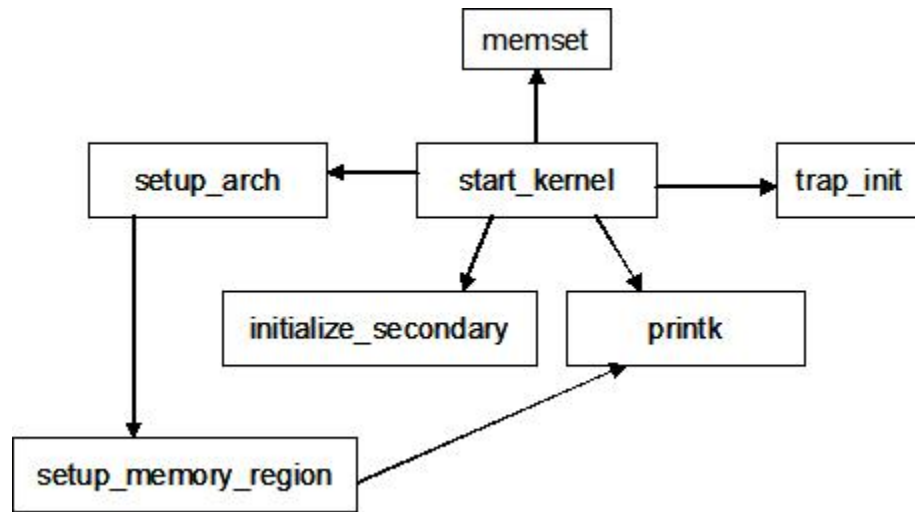 memset
setup_arch
start_kernel
trap_init
initialize_secondary
printk
setup_memory_region